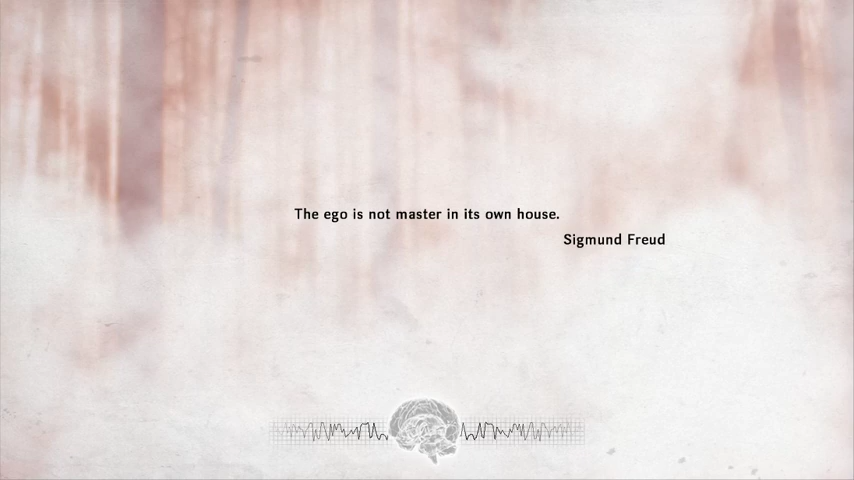 The ego is not master in its own house.
Sigmund Freud